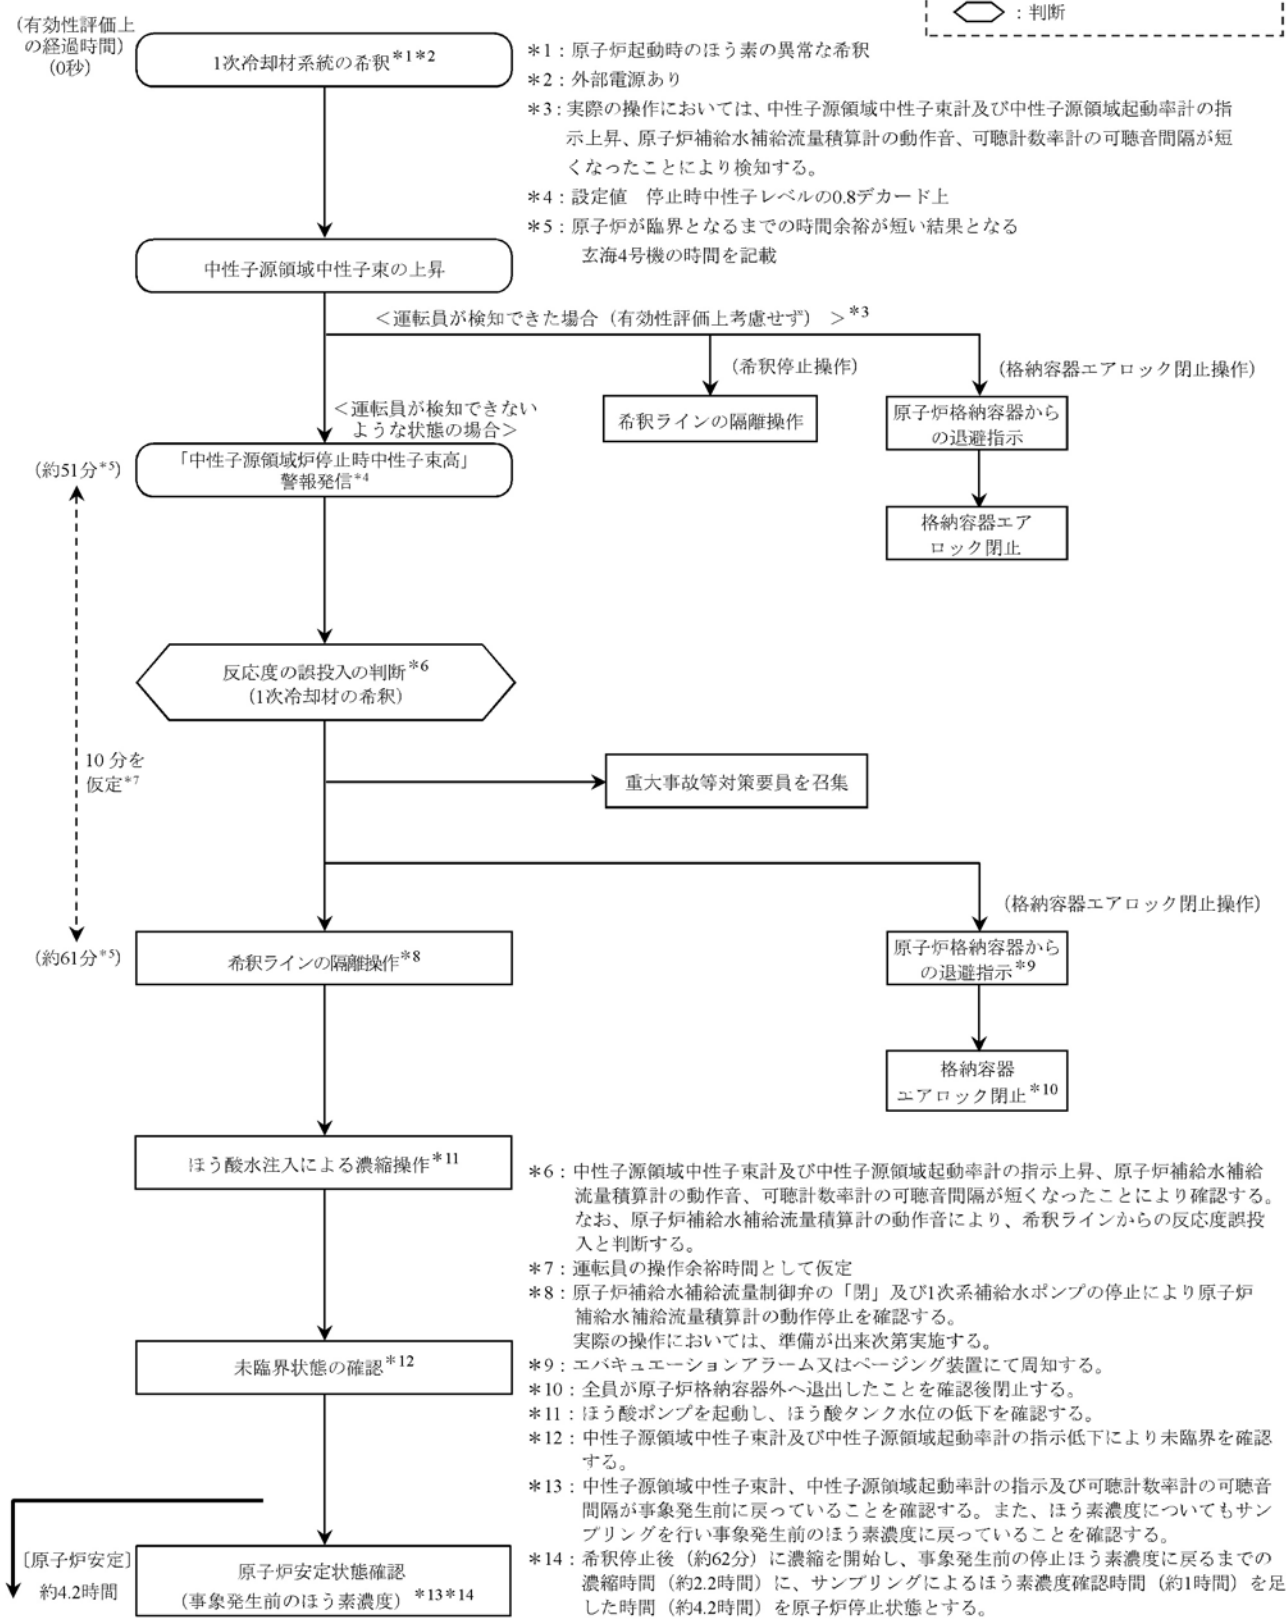 ：判断
（有効性評価上
の経過時間）
（0秒）
1次冷却材系統の希釈*1*2
*1：原子炉起動時のほう素の異常な希釈
*2：外部電源あり
*3：実際の操作においては、中性子源領域中性子束計及び中性子源領域起動率計の指
示上昇、原子炉補給水補給流量積算計の動作音、可聴計数率計の可聴音間隔が短
くなったことにより検知する。
*4：設定値　停止時中性子レベルの0.8デカード上
*5：原子炉が臨界となるまでの時間余裕が短い結果となる
玄海4号機の時間を記載
中性子源領域中性子束の上昇
＜運転員が検知できた場合（有効性評価上考慮せず）＞*3
（希釈停止操作）
（格納容器エアロック閉止操作）
希釈ラインの隔離操作
原子炉格納容器から
の退避指示
格納容器エア
ロック閉止
＜運転員が検知できない
ような状態の場合＞
（約51分*5）
「中性子源領域炉停止時中性子束高」
警報発信*4
反応度の誤投入の判断*6
（1次冷却材の希釈）
10分を
仮定*7
重大事故等対策要員を召集
（格納容器エアロック閉止操作）
（約61分*5）
希釈ラインの隔離操作*8
原子炉格納容器から
の退避指示*9
格納容器
エアロック閉止*10
ほう酸水注入による濃縮操作*11
*6：中性子源領域中性子束計及び中性子源領域起動率計の指示上昇、原子炉補給水補給
流量積算計の動作音、可聴計数率計の可聴音間隔が短くなったことにより確認する。
なお、原子炉補給水補給流量積算計の動作音により、希釈ラインからの反応度誤投
入と判断する。
*7：運転員の操作余裕時間として仮定
*8：原子炉補給水補給流量制御弁の「閉」及び1次系補給水ポンプの停止により原子炉
補給水補給流量積算計の動作停止を確認する。
実際の操作においては、準備が出来次第実施する。
*9：エバキュエーションアラーム又はページング装置にて周知する。
*10：全員が原子炉格納容器外へ退出したことを確認後閉止する。
*11：ほう酸ポンプを起動し、ほう酸タンク水位の低下を確認する。
*12：中性子源領域中性子束計及び中性子源領域起動率計の指示低下により未臨界を確認
する。
*13：中性子源領域中性子束計、中性子源領域起動率計の指示及び可聴計数率計の可聴音
間隔が事象発生前に戻っていることを確認する。また、ほう素濃度についてもサン
プリングを行い事象発生前のほう素濃度に戻っていることを確認する。
*14：希釈停止後（約62分）に濃縮を開始し、事象発生前の停止ほう素濃度に戻るまでの
濃縮時間（約2.2時間）に、サンプリングによるほう素濃度確認時間（約1時間）を足
した時間（約4.2時間）を原子炉停止状態とする。
未臨界状態の確認*12
〔原子炉安定〕
約4.2時間
原子炉安定状態確認
（事象発生前のほう素濃度）*13*14